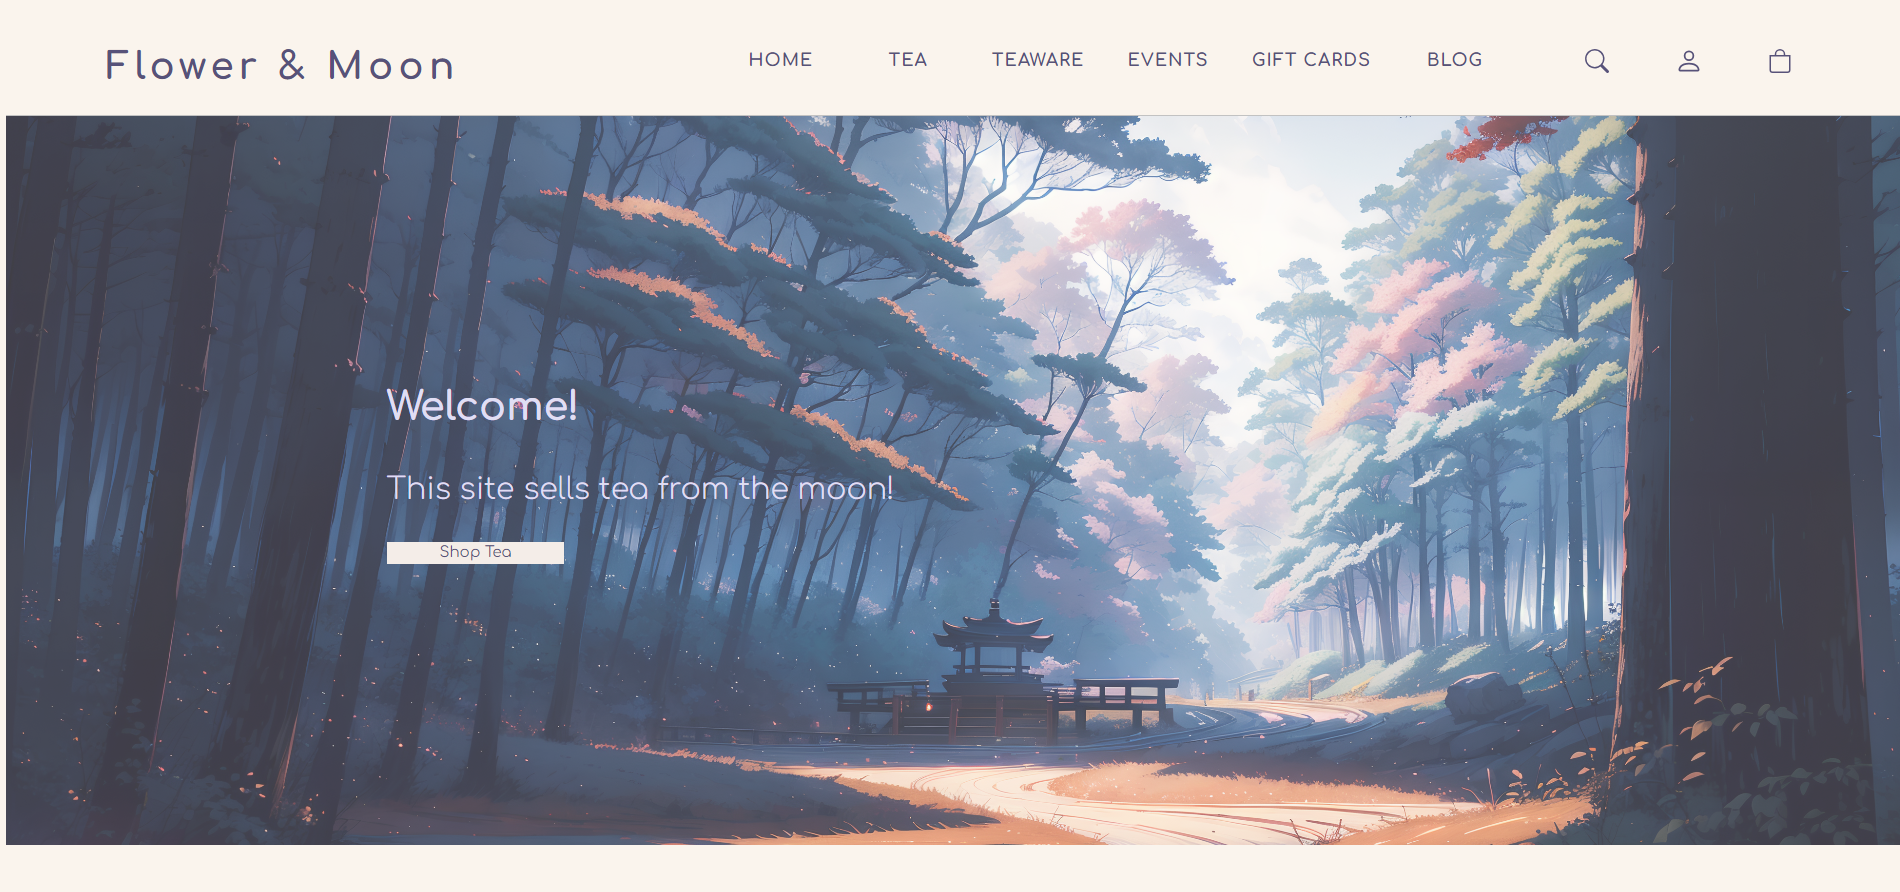 Flower & Moon
HOME TEA TEAWARE EVENTS GIFT CARDS BLOG
Welcome!
This site sells tea from the moon!
Shop Tea